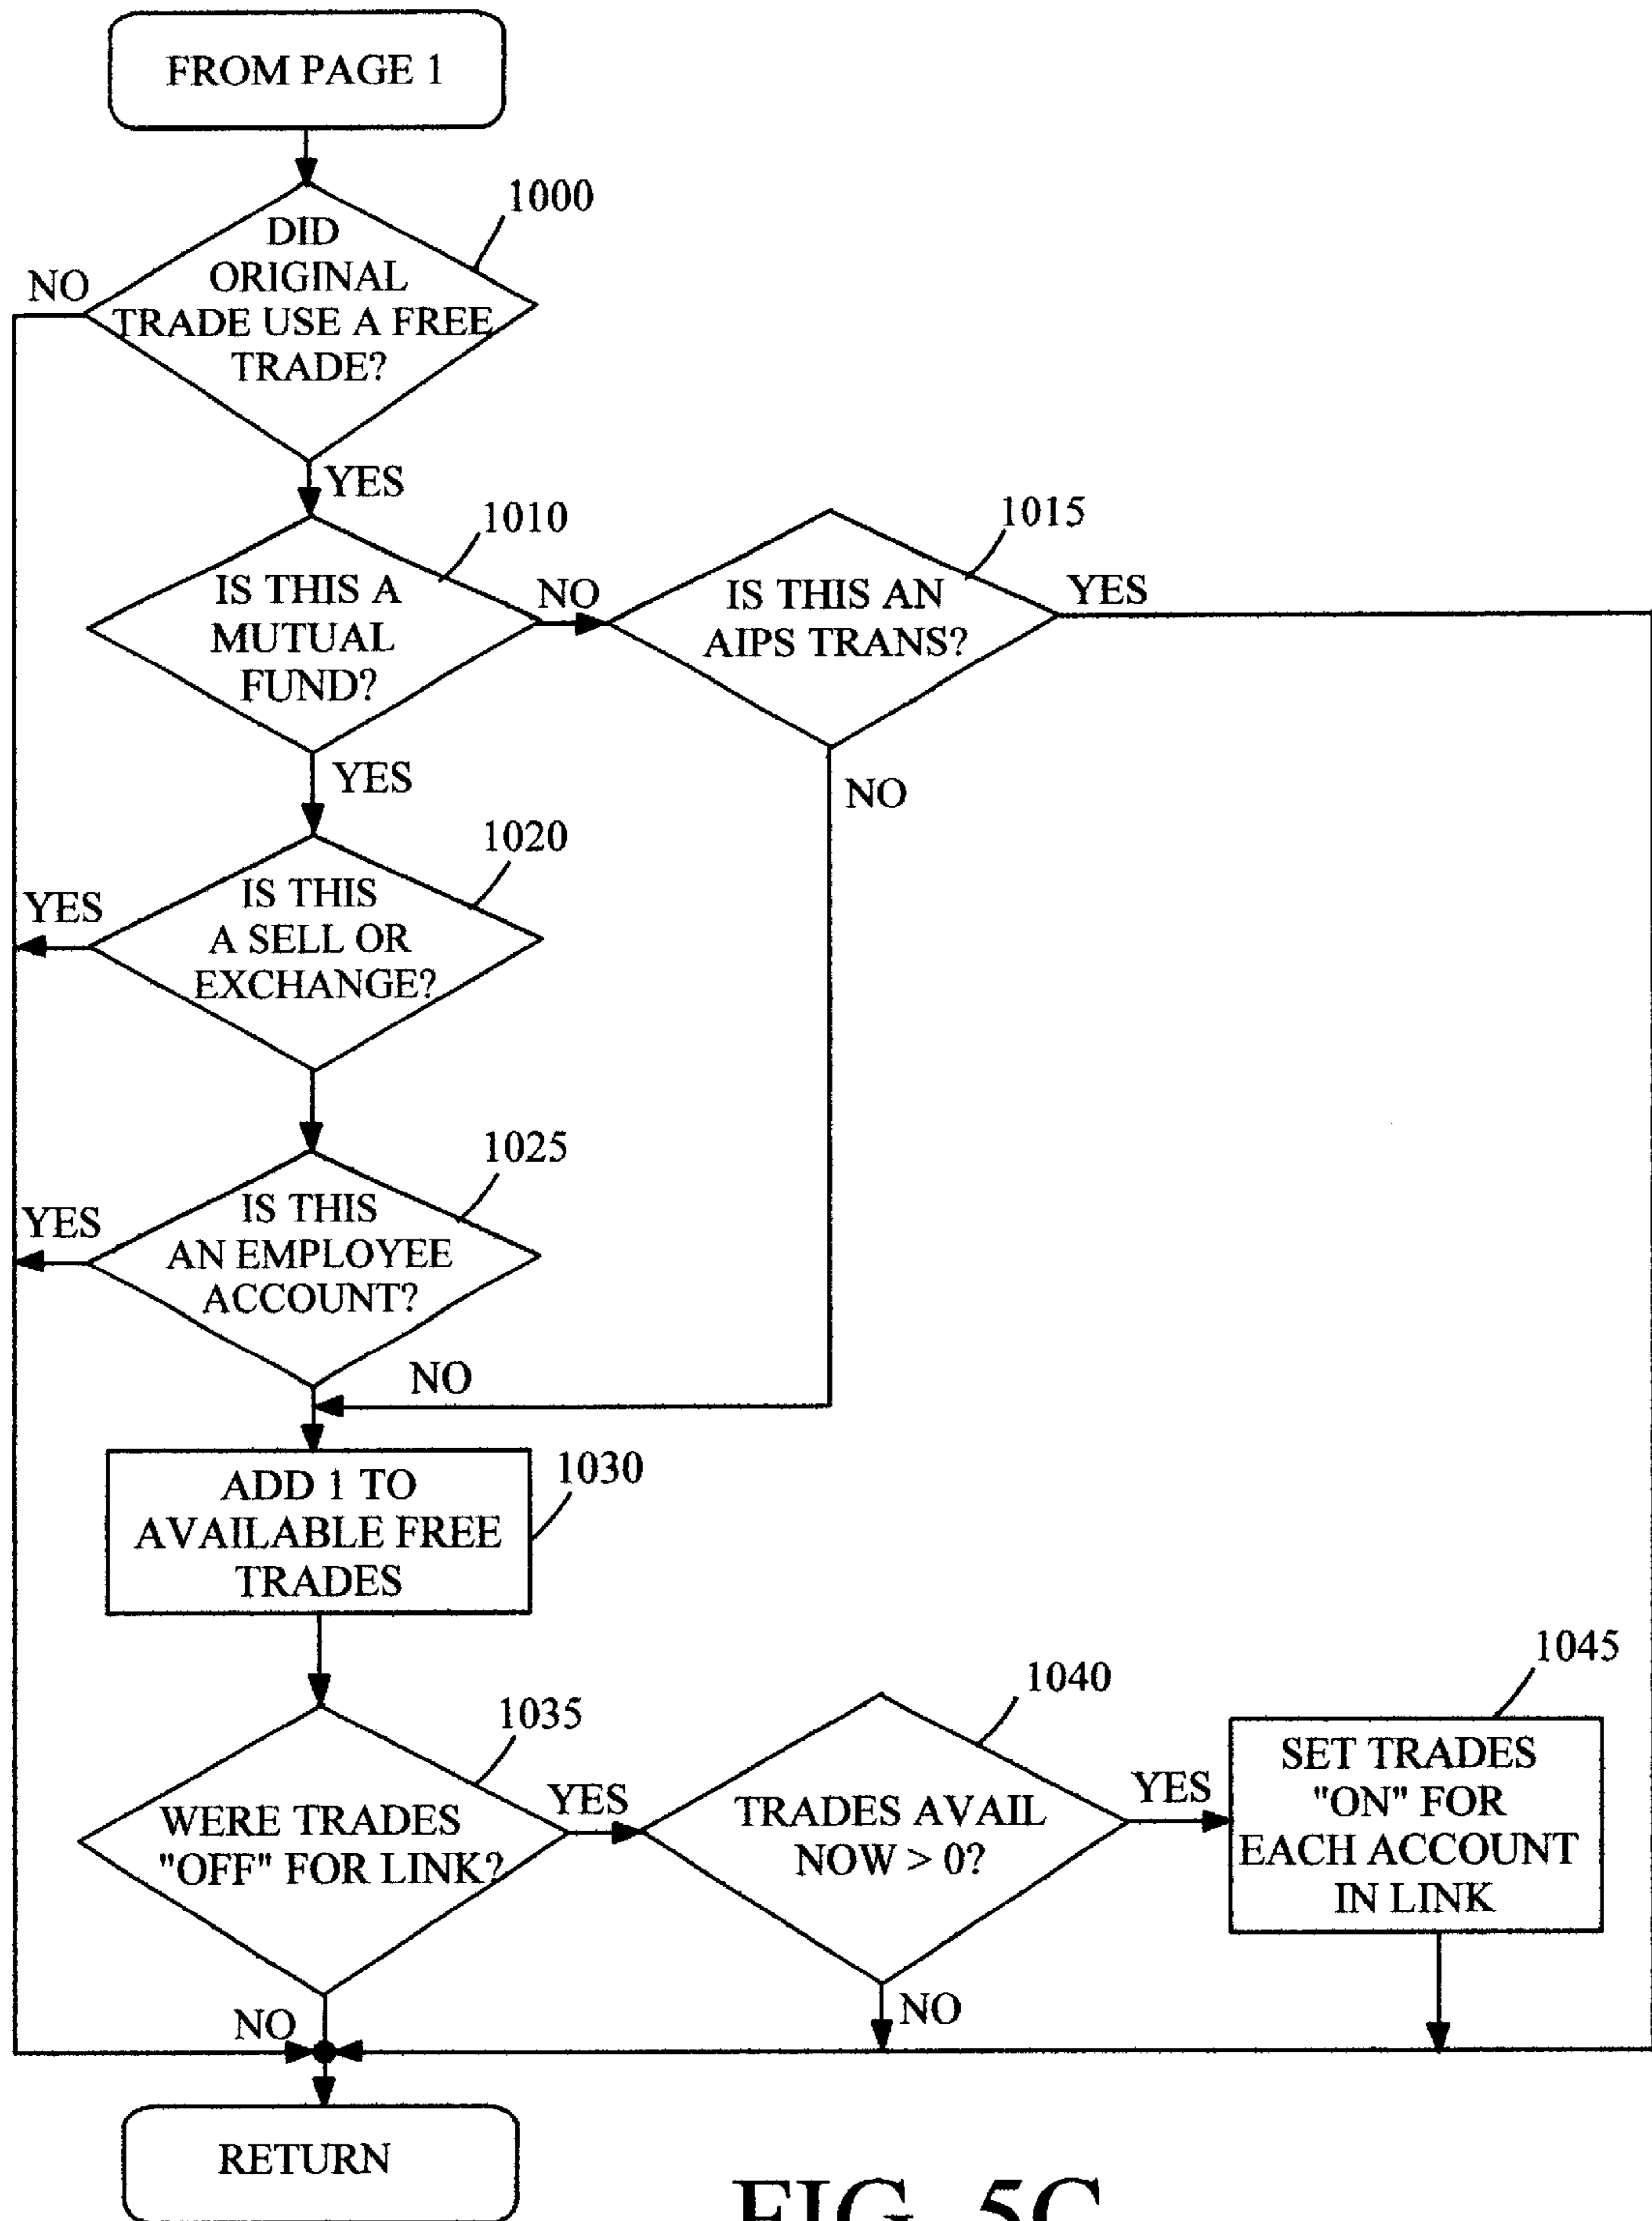 FROM PAGE 1
1000
DID
ORIGINAL
TRADE USE A FREE
TRADE?
NO
YES
1010
IS THIS A
MUTUAL
FUND?
NO
1015
IS THIS AN
AIPS TRANS?
YES
YES
NO
1020
IS THIS
A SELL OR
EXCHANGE?
YES
1025
IS THIS
AN EMPLOYEE
ACCOUNT?
YES
NO
1030
ADD 1 TO
AVAILABLE FREE
TRADES
1035
WERE TRADES
"OFF" FOR LINK?
YES
1040
TRADES AVAIL
NOW > 0?
YES
1045
SET TRADES
"ON" FOR
EACH ACCOUNT
IN LINK
NO
NO
RETURN
FIG. 5C